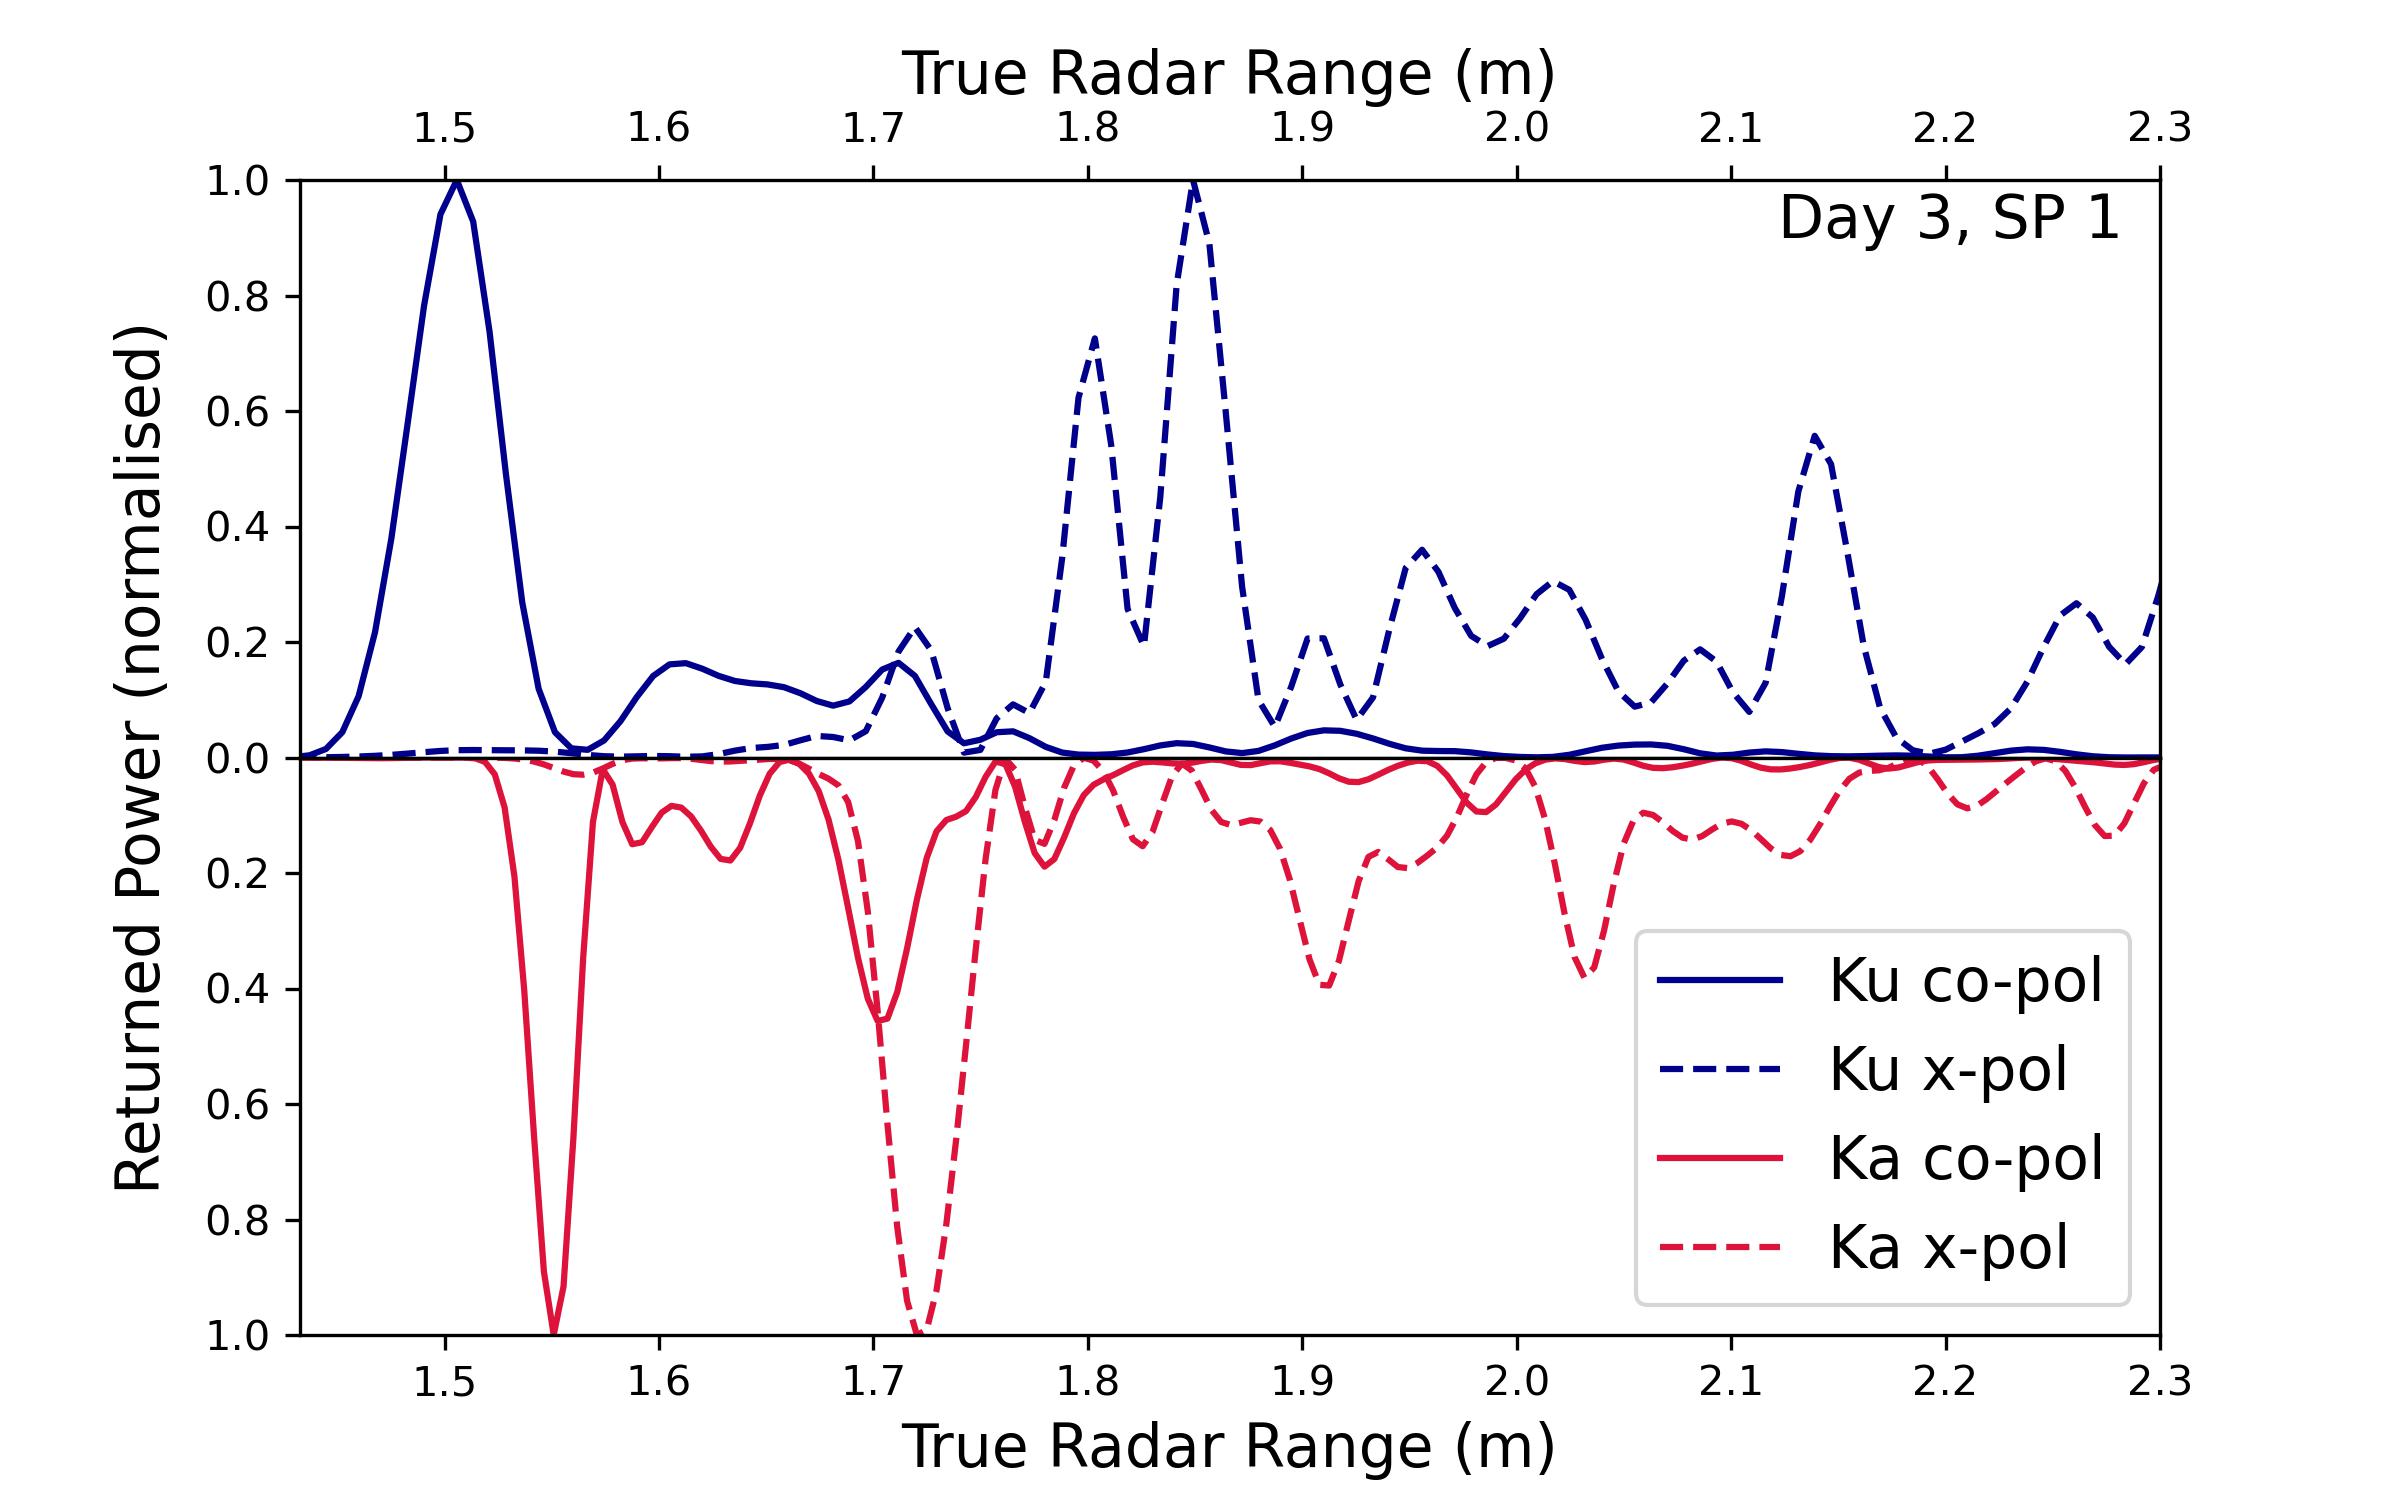 True Radar Range (m)
1.5 1.6 1.7 1.8 1.9 2.0 2.1 2.2 2.3
Day 3, SP 1
Returned Power (normalised)
1.0
0.8
0.6
0.4
0.2
0.0
0.2
0.4
0.6
0.8
1.0
Ku co-pol
Ku x-pol
Ka co-pol
Ka x-pol
1.5 1.6 1.7 1.8 1.9 2.0 2.1 2.2 2.3
True Radar Range (m)